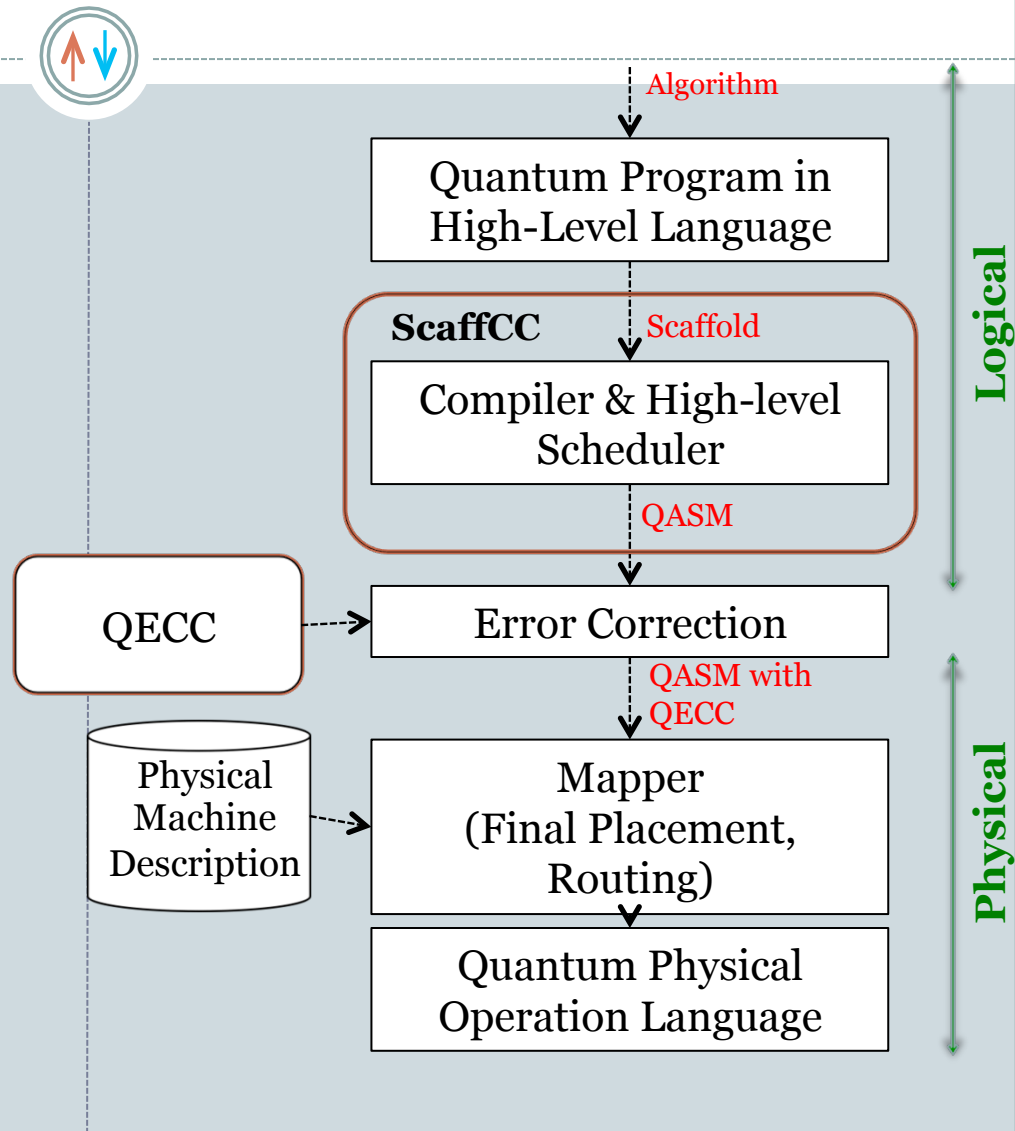 Algorithm
Quantum Program in
High-Level Language
ScaffCC
Scaffold
Compiler & High-level
Scheduler
QASM
Logical
QECC
Error Correction
QASM with
QECC
Physical
Machine
Description
Mapper
(Final Placement,
Routing)
Physical
Quantum Physical
Operation Language